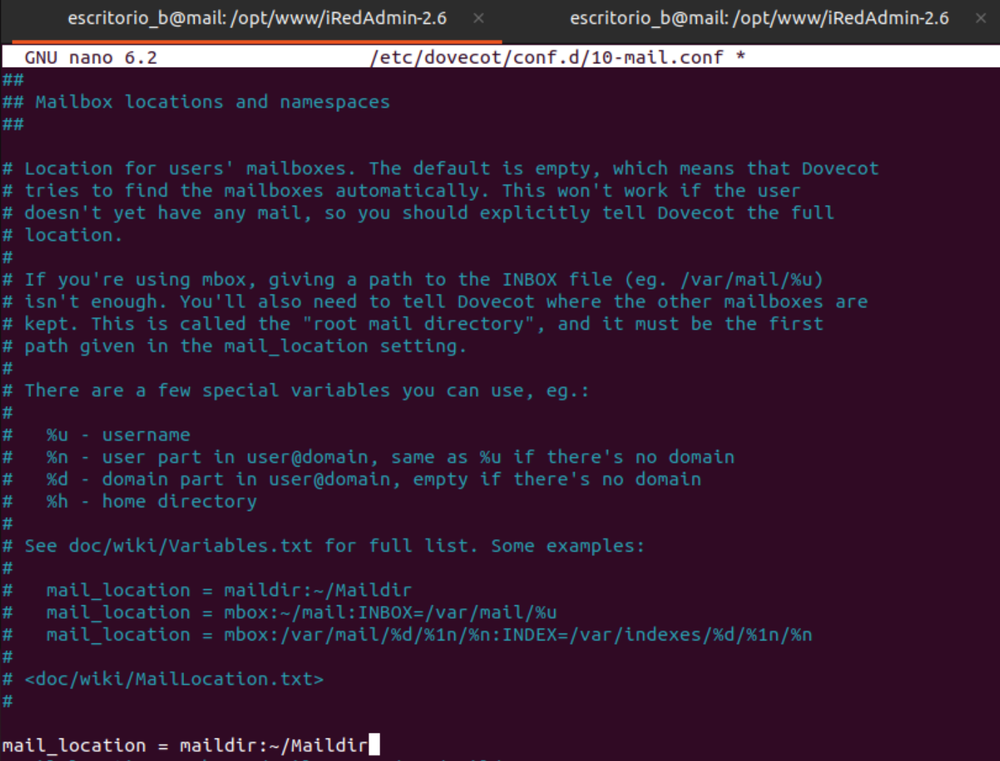 escritorio_b@mail: /opt/www/iRedAdmin-2.6 × escritorio_b@mail: /opt/www/iRedAdmin-2.6 ×
GNU nano 6.2 /etc/dovecot/conf.d/10-mail.conf *
##
## Mailbox locations and namespaces
##
# Location for users' mailboxes. The default is empty, which means that Dovecot
# tries to find the mailboxes automatically. This won't work if the user
# doesn't yet have any mail, so you should explicitly tell Dovecot the full
# location.
#
# If you're using mbox, giving a path to the INBOX file (eg. /var/mail/%u)
# isn't enough. You'll also need to tell Dovecot where the other mailboxes are
# kept. This is called the "root mail directory", and it must be the first
# path given in the mail_location setting.
#
# There are a few special variables you can use, eg.:
#
#   %u - username
#   %n - user part in user@domain, same as %u if there's no domain
#   %d - domain part in user@domain, empty if there's no domain
#   %h - home directory
#
# See doc/wiki/Variables.txt for full list. Some examples:
#
#   mail_location = maildir:~/Maildir
#   mail_location = mbox:~/mail:INBOX=/var/mail/%u
#   mail_location = mbox:/var/mail/%d/%1n/%n:INDEX=/var/indexes/%d/%1n/%n
#
# <doc/wiki/MailLocation.txt>
#
mail_location = maildir:~/Maildir